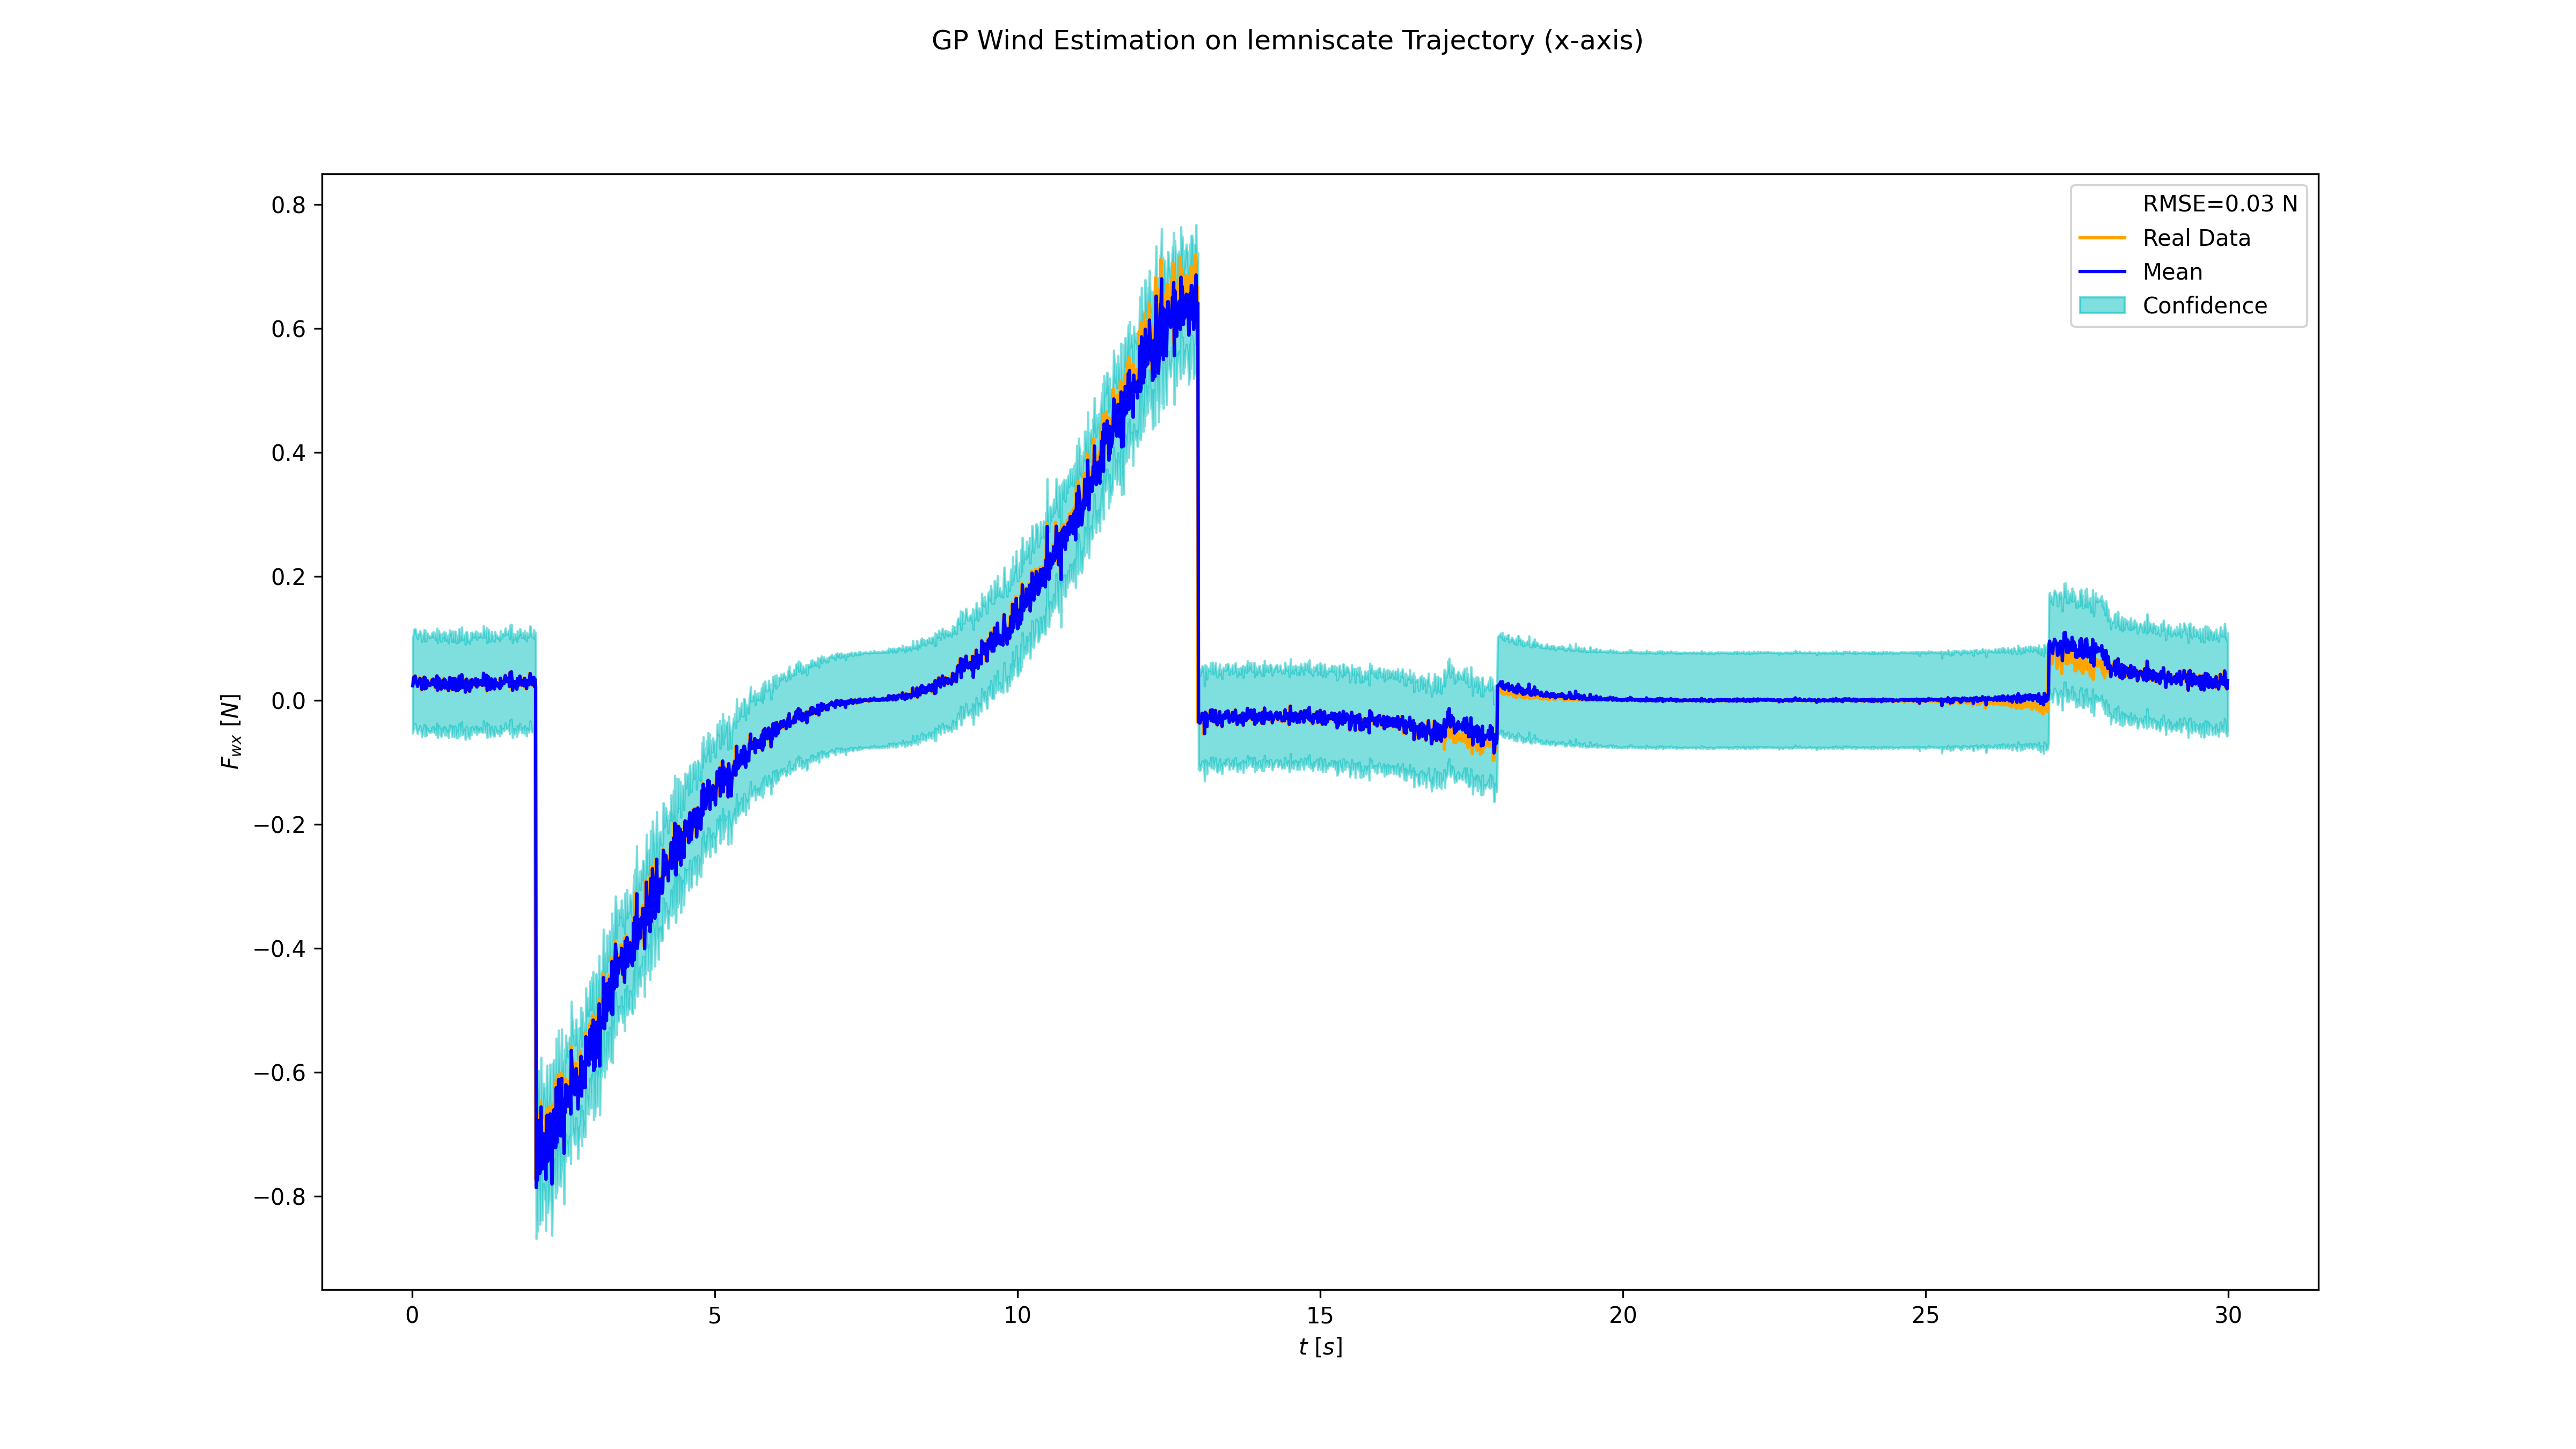 GP Wind Estimation on lemniscate Trajectory (x-axis)
RMSE=0.03 N
Real Data
Mean
Confidence
0.8
0.6
0.4
0.2
0.0
−0.2
−0.4
−0.6
−0.8
F_{wx} [N]
0 5 10 15 20 25 30
t [s]